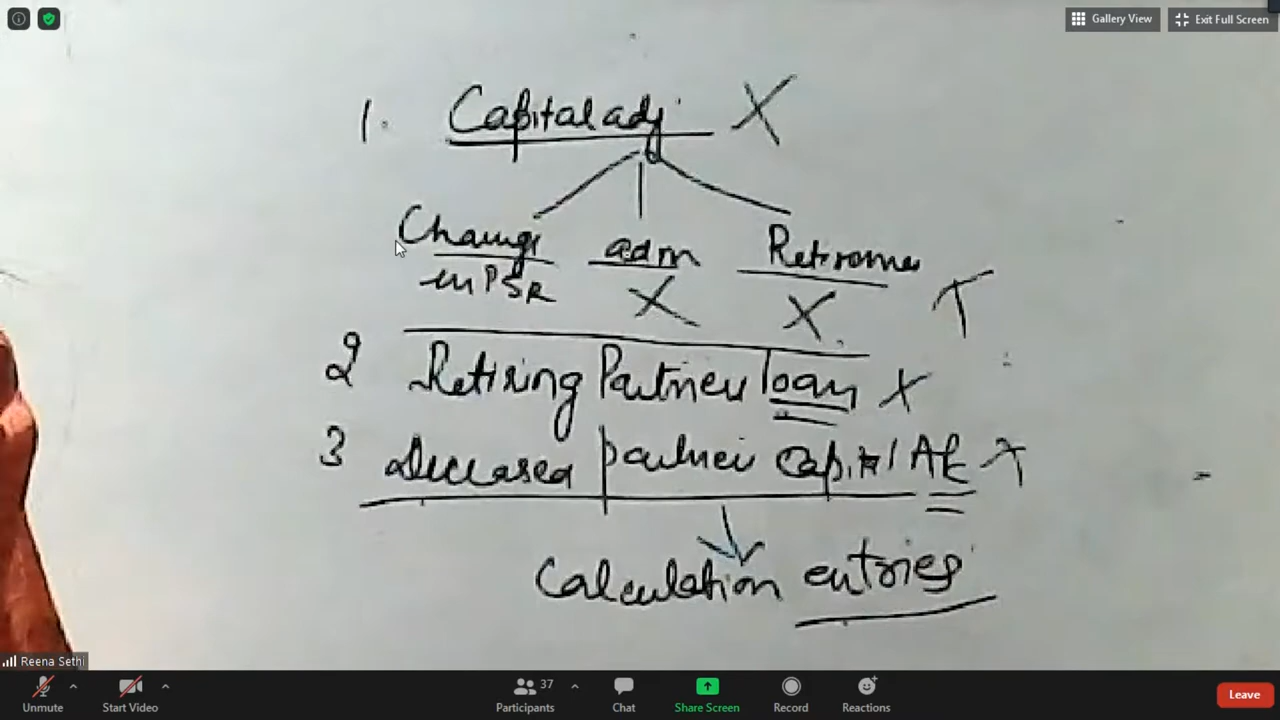 Gallery View
Exit Full Screen
1. Capital adj X
Change adm Retirement
in PSR X X
2 Retiring Partner loan X
3 Deceased partner Capital A/c X
Calculation entries
Reena Sethi
Unmute
Start Video
37
Participants
Chat
Share Screen
Record
Reactions
Leave